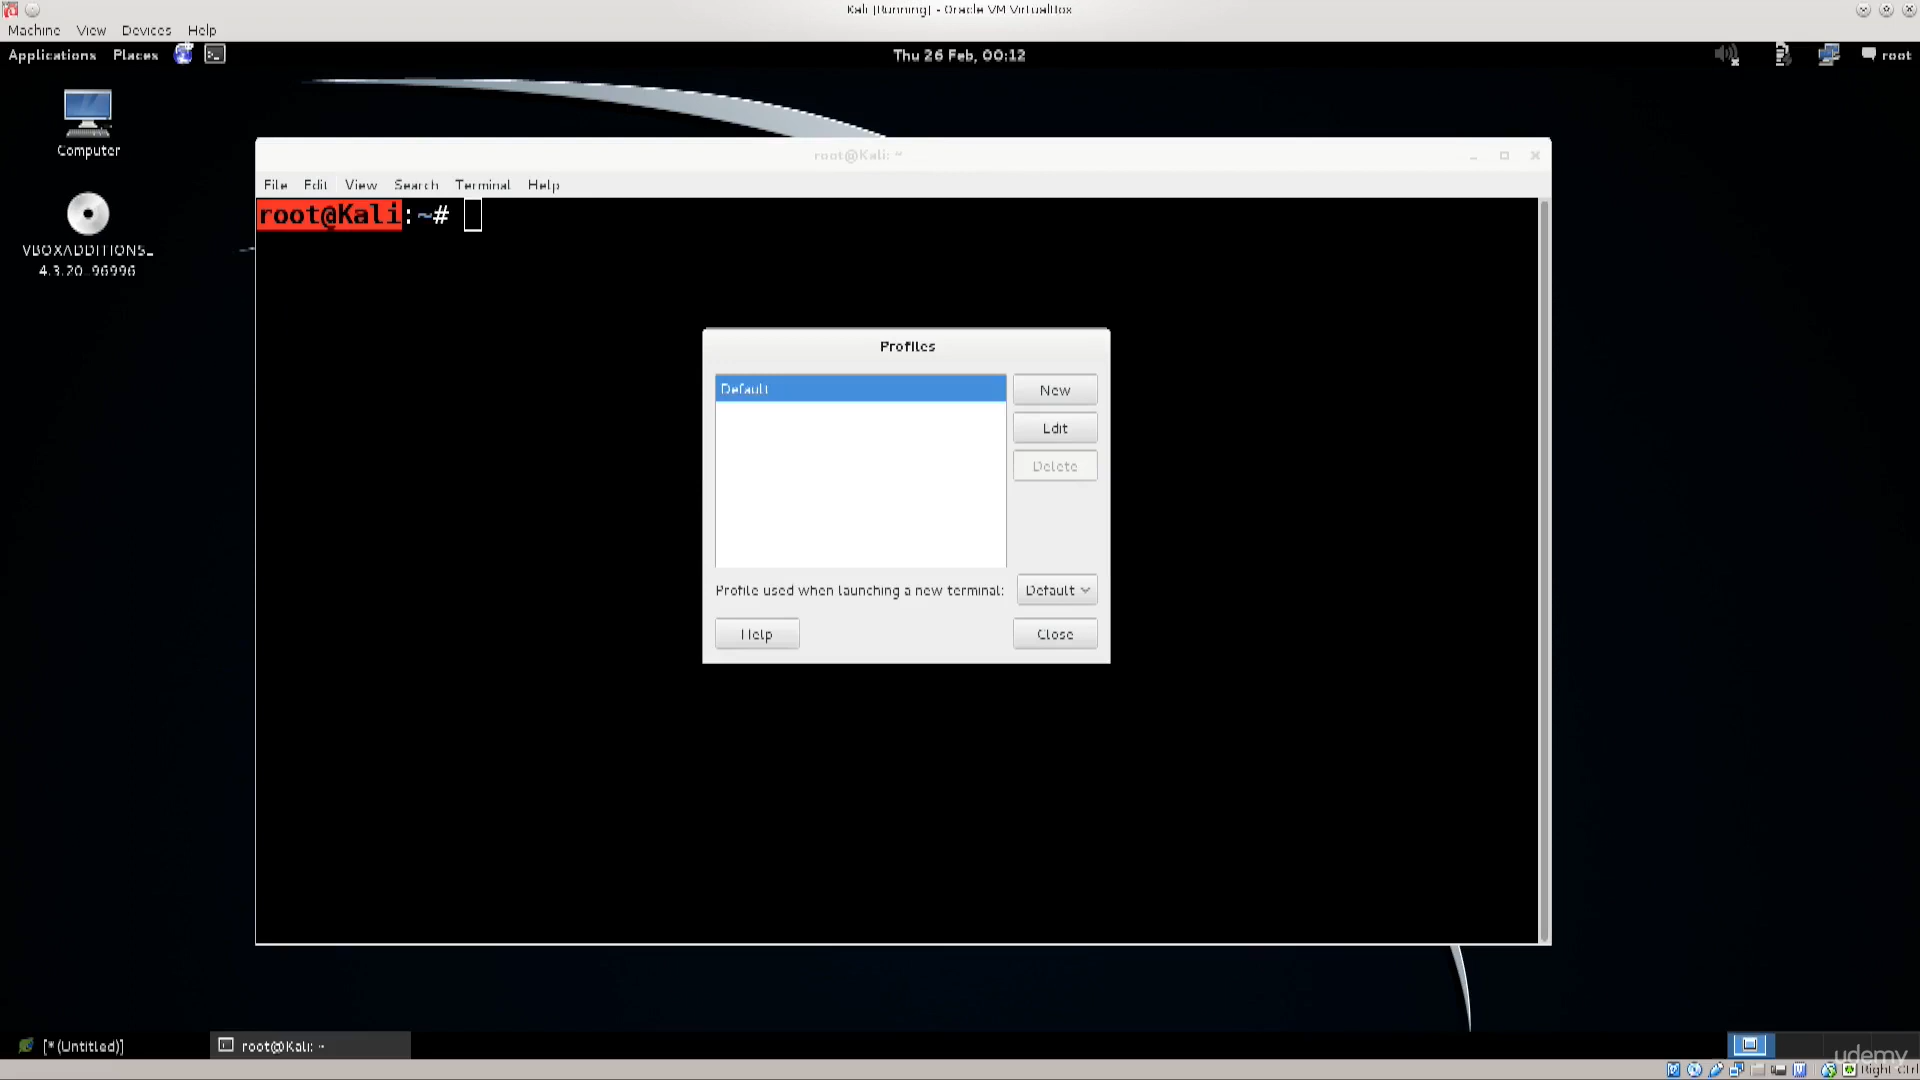 Kali [Running] - Oracle VM VirtualBox
Machine View Devices Help
Applications Places Thu 26 Feb, 00:12 root
Computer
VBOXADDITIONS_
4.3.20_96996
root@Kali: ~
File Edit View Search Terminal Help
root@Kali:~#
Profiles
Default
New
Edit
Delete
Profile used when launching a new terminal: Default
Help Close
[*(Untitled)] root@Kali: ~
udemy
Right Ctrl